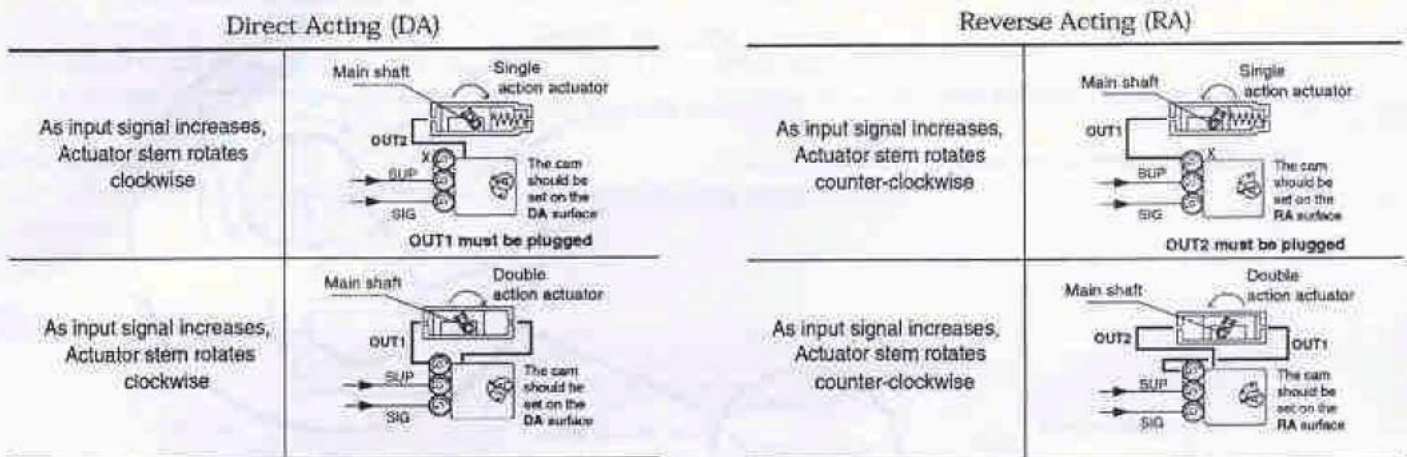 Direct Acting (DA)
As input signal increases,
Actuator stem rotates
clockwise
Main shaft
Single
action actuator
OUT2
X
SUP
SIG
The cam
should be
set on the
DA surface
OUT1 must be plugged
As input signal increases,
Actuator stem rotates
clockwise
Main shaft
Double
action actuator
OUT1
SUP
SIG
The cam
should be
set on the
DA surface
Reverse Acting (RA)
As input signal increases,
Actuator stem rotates
counter-clockwise
Main shaft
Single
action actuator
OUT1
X
SUP
SIG
The cam
should be
set on the
RA surface
OUT2 must be plugged
As input signal increases,
Actuator stem rotates
counter-clockwise
Main shaft
Double
action actuator
OUT2
OUT1
SUP
SIG
The cam
should be
set on the
RA surface